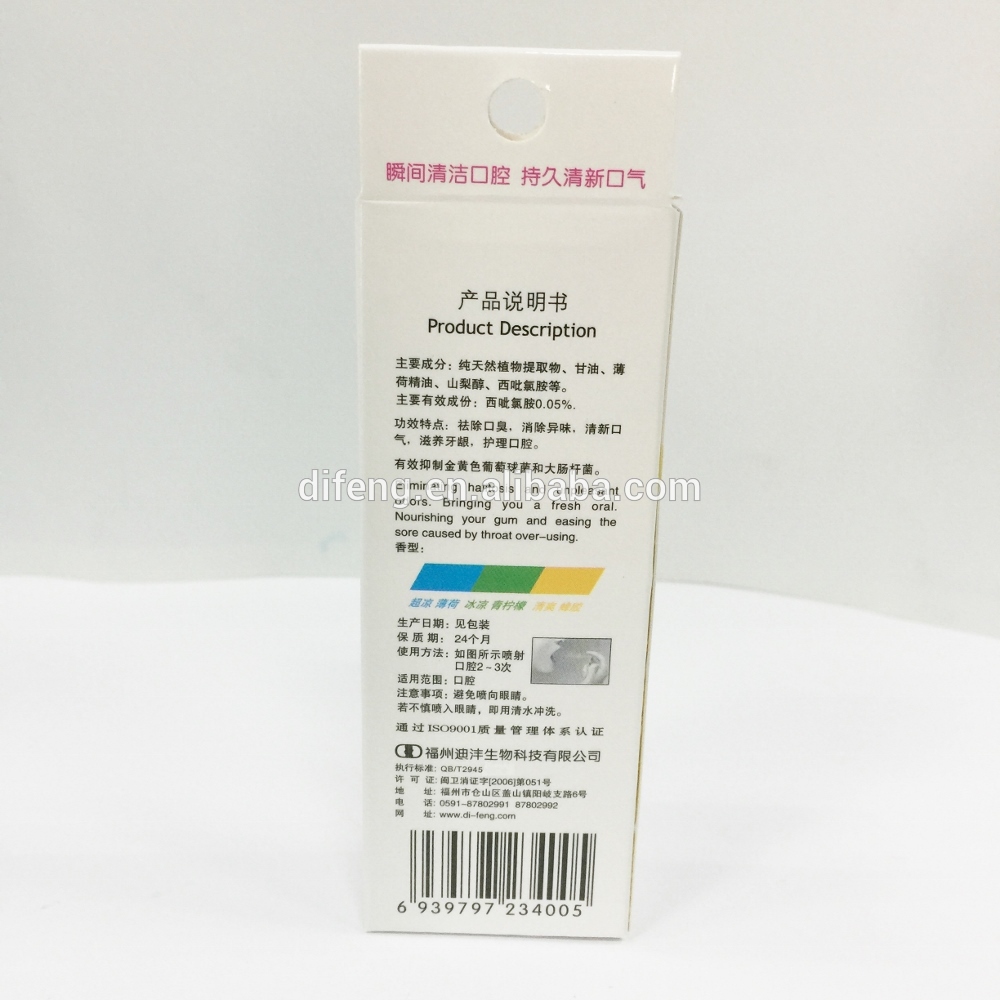 瞬间清洁口腔 持久清新口气
产品说明书
Product Description
主要成分：纯天然植物提取物、甘油、薄
荷精油、山梨醇、西吡氯胺等。
主要有效成份：西吡氯胺0.05%.
功效特点：祛除口臭，消除异味，清新口
气，滋养牙龈，护理口腔。
有效抑制金黄色葡萄球菌和大肠杆菌。
difeng.en.alibaba.com
Eliminating halitosis and unpleasant
odors. Bringing you a fresh oral.
Nourishing your gum and easing the
sore caused by throat over-using.
香型：
超凉 薄荷 冰凉 青柠檬
生产日期：见包装
保 质 期：24个月
使用方法：如图所示喷射
口腔2～3次
适用范围：口腔
注意事项：避免喷向眼睛。
若不慎喷入眼睛，即用清水冲洗。
通过ISO9001质量管理体系认证
福州迪沣生物科技有限公司
执行标准: QB/T2945
许 可 证: 闽卫消证字[2006]第051号
地 址: 福州市仓山区盖山镇阳岐支路6号
电 话: 0591-87802991 87802992
网 址: www.di-feng.com
6 939797 234005